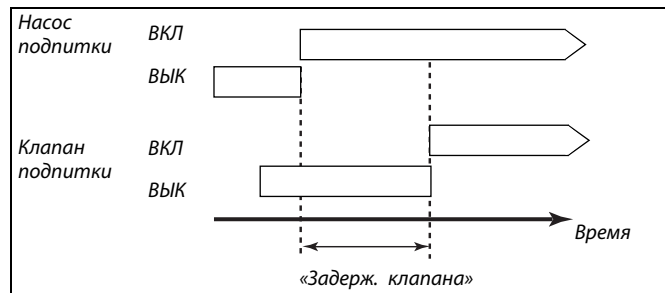 Насос
подпитки
ВКЛ
ВЫК
Клапан
подпитки
ВКЛ
ВЫК
Время
«Задерж. клапана»